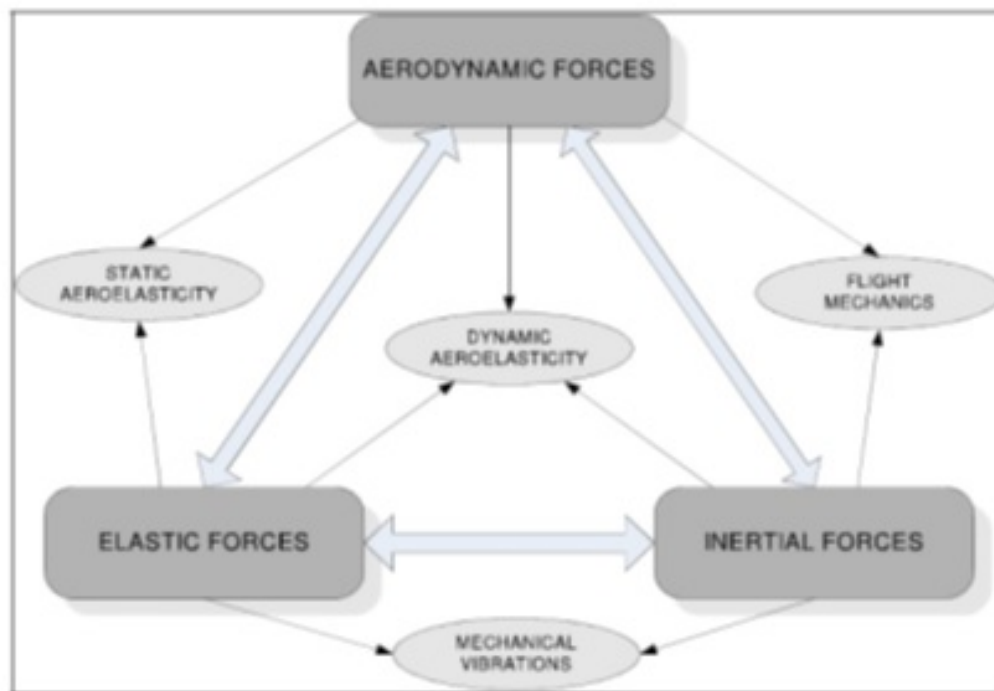 AERODYNAMIC FORCES
STATIC
AEROELASTICITY
FLIGHT
MECHANICS
DYNAMIC
AEROELASTICITY
ELASTIC FORCES
INERTIAL FORCES
MECHANICAL
VIBRATIONS